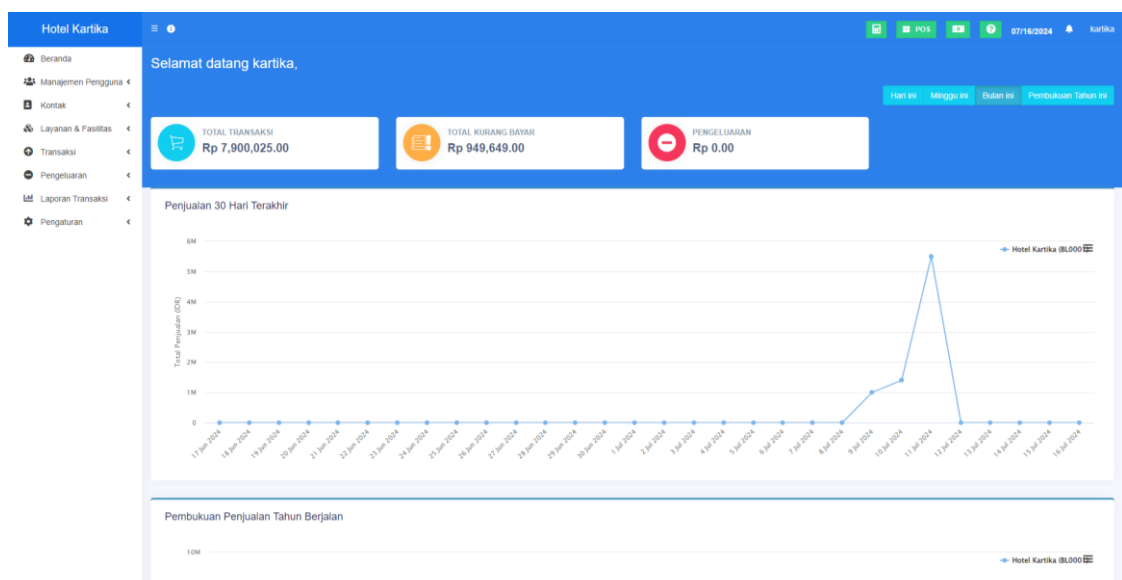 Hotel Kartika
POS
07/16/2024
kartika
Beranda
Manajemen Pengguna
Kontak
Layanan & Fasilitas
Transaksi
Pengeluaran
Laporan Transaksi
Pengaturan
Selamat datang kartika,
Hari ini Minggu ini Bulan ini Pembukuan Tahun ini
TOTAL TRANSAKSI
Rp 7,900,025.00
TOTAL KURANG BAYAR
Rp 949,649.00
PENGELUARAN
Rp 0.00
Penjualan 30 Hari Terakhir
Hotel Kartika (BL0001)
Total Penjualan (IDR)
6M
5M
4M
3M
2M
1M
0
17 Jun 2024
18 Jun 2024
19 Jun 2024
20 Jun 2024
21 Jun 2024
22 Jun 2024
23 Jun 2024
24 Jun 2024
25 Jun 2024
26 Jun 2024
27 Jun 2024
28 Jun 2024
29 Jun 2024
30 Jun 2024
1 Jul 2024
2 Jul 2024
3 Jul 2024
4 Jul 2024
5 Jul 2024
6 Jul 2024
7 Jul 2024
8 Jul 2024
9 Jul 2024
10 Jul 2024
11 Jul 2024
12 Jul 2024
13 Jul 2024
14 Jul 2024
15 Jul 2024
16 Jul 2024
Pembukuan Penjualan Tahun Berjalan
10M
Hotel Kartika (BL0001)